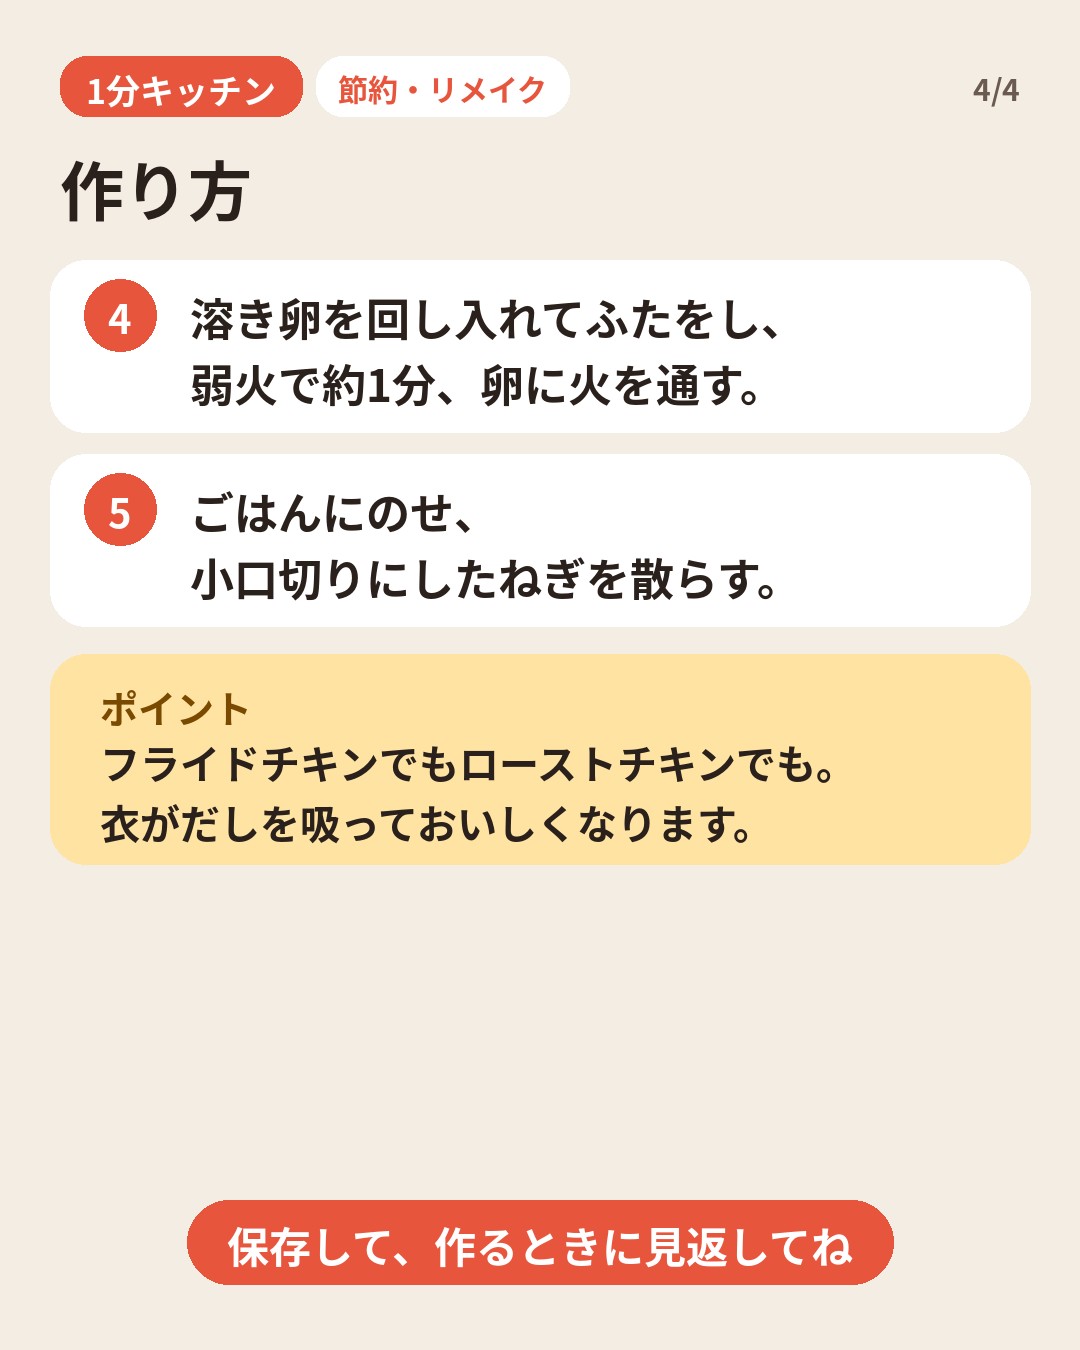 1分キッチン
節約・リメイク
4/4
作り方
4
溶き卵を回し入れてふたをし、
弱火で約1分、卵に火を通す。
5
ごはんにのせ、
小口切りにしたねぎを散らす。
ポイント
フライドチキンでもローストチキンでも。
衣がだしを吸っておいしくなります。
保存して、作るときに見返してね